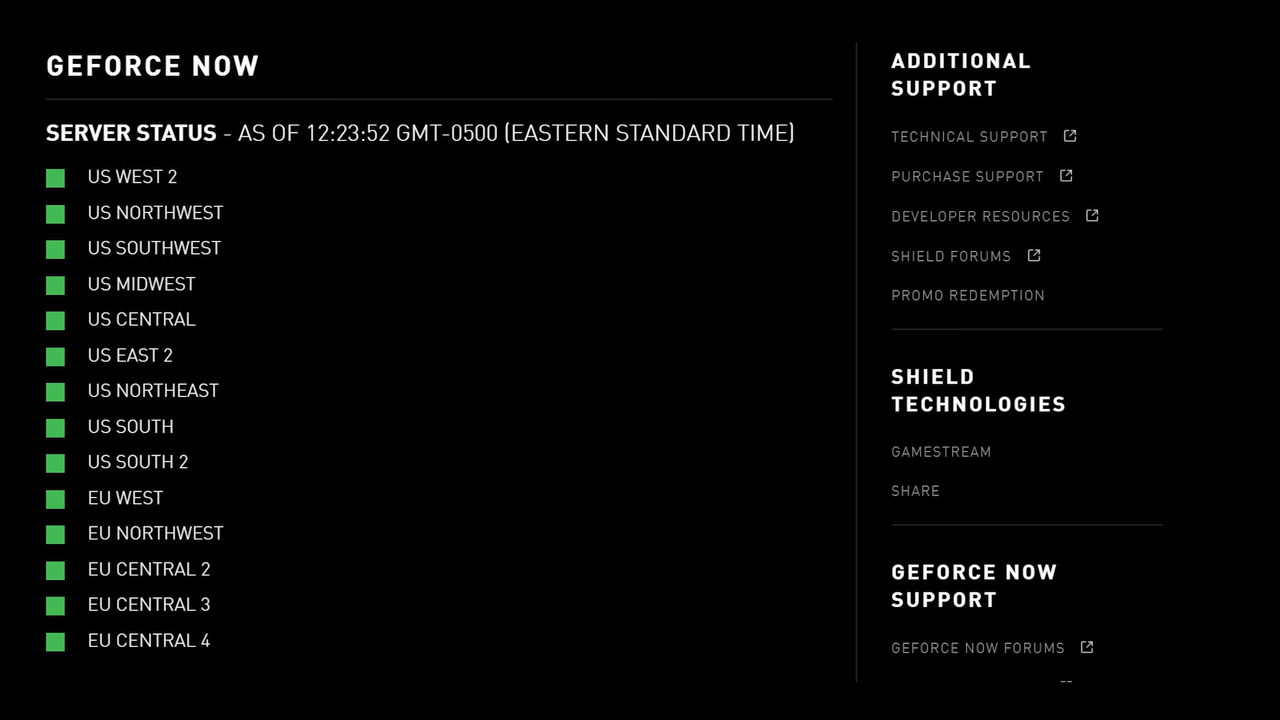 GEFORCE NOW
SERVER STATUS - AS OF 12:23:52 GMT-0500 (EASTERN STANDARD TIME)
US WEST 2
US NORTHWEST
US SOUTHWEST
US MIDWEST
US CENTRAL
US EAST 2
US NORTHEAST
US SOUTH
US SOUTH 2
EU WEST
EU NORTHWEST
EU CENTRAL 2
EU CENTRAL 3
EU CENTRAL 4
ADDITIONAL
SUPPORT
TECHNICAL SUPPORT
PURCHASE SUPPORT
DEVELOPER RESOURCES
SHIELD FORUMS
PROMO REDEMPTION
SHIELD
TECHNOLOGIES
GAMESTREAM
SHARE
GEFORCE NOW
SUPPORT
GEFORCE NOW FORUMS